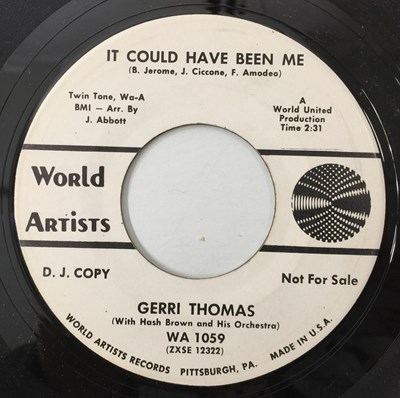 IT COULD HAVE BEEN ME
(B. Jerome, J. Ciccone, F. Amodeo)
Twin Tone, Wa-A
BMI — Arr. By
J. Abbott
A
World United
Production
Time 2:31
World
Artists
D. J. COPY
Not For Sale
GERRI THOMAS
(With Hash Brown and His Orchestra)
WA 1059
(ZXSE 12322)
WORLD ARTISTS RECORDS PITTSBURGH, PA. MADE IN U.S.A.